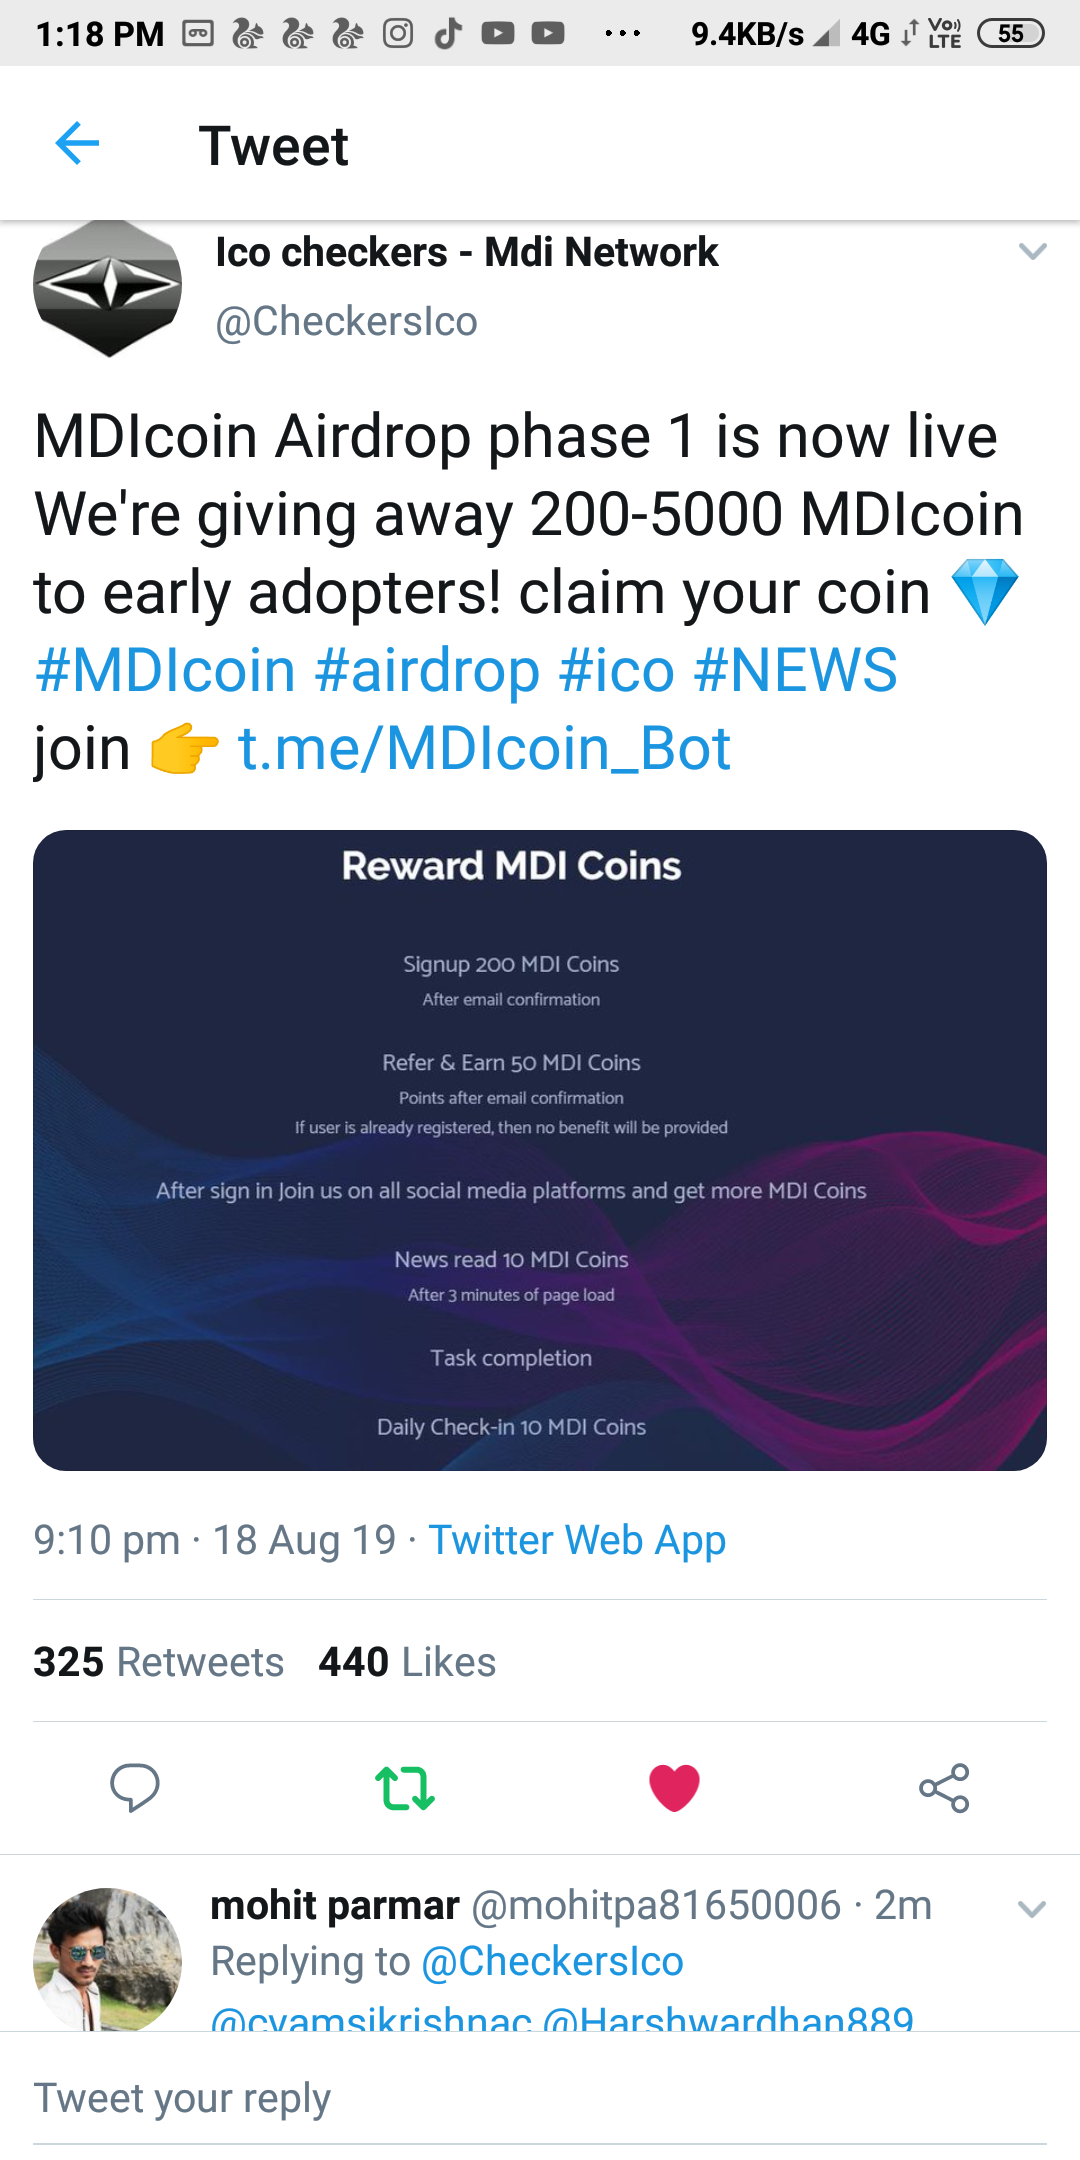 1:18 PM 9.4KB/s 4G Vo)) LTE 55
Tweet
Ico checkers - Mdi Network
@CheckersIco
MDIcoin Airdrop phase 1 is now live
We're giving away 200-5000 MDIcoin
to early adopters! claim your coin 💎
#MDIcoin #airdrop #ico #NEWS
join 👉 t.me/MDIcoin_Bot
Reward MDI Coins
Signup 200 MDI Coins
After email confirmation
Refer & Earn 50 MDI Coins
Points after email confirmation
If user is already registered, then no benefit will be provided
After sign in Join us on all social media platforms and get more MDI Coins
News read 10 MDI Coins
After 3 minutes of page load
Task completion
Daily Check-in 10 MDI Coins
9:10 pm · 18 Aug 19 · Twitter Web App
325 Retweets 440 Likes
mohit parmar @mohitpa81650006 · 2m
Replying to @CheckersIco
@cvamsikrishnac @Harshwardhan889
Tweet your reply